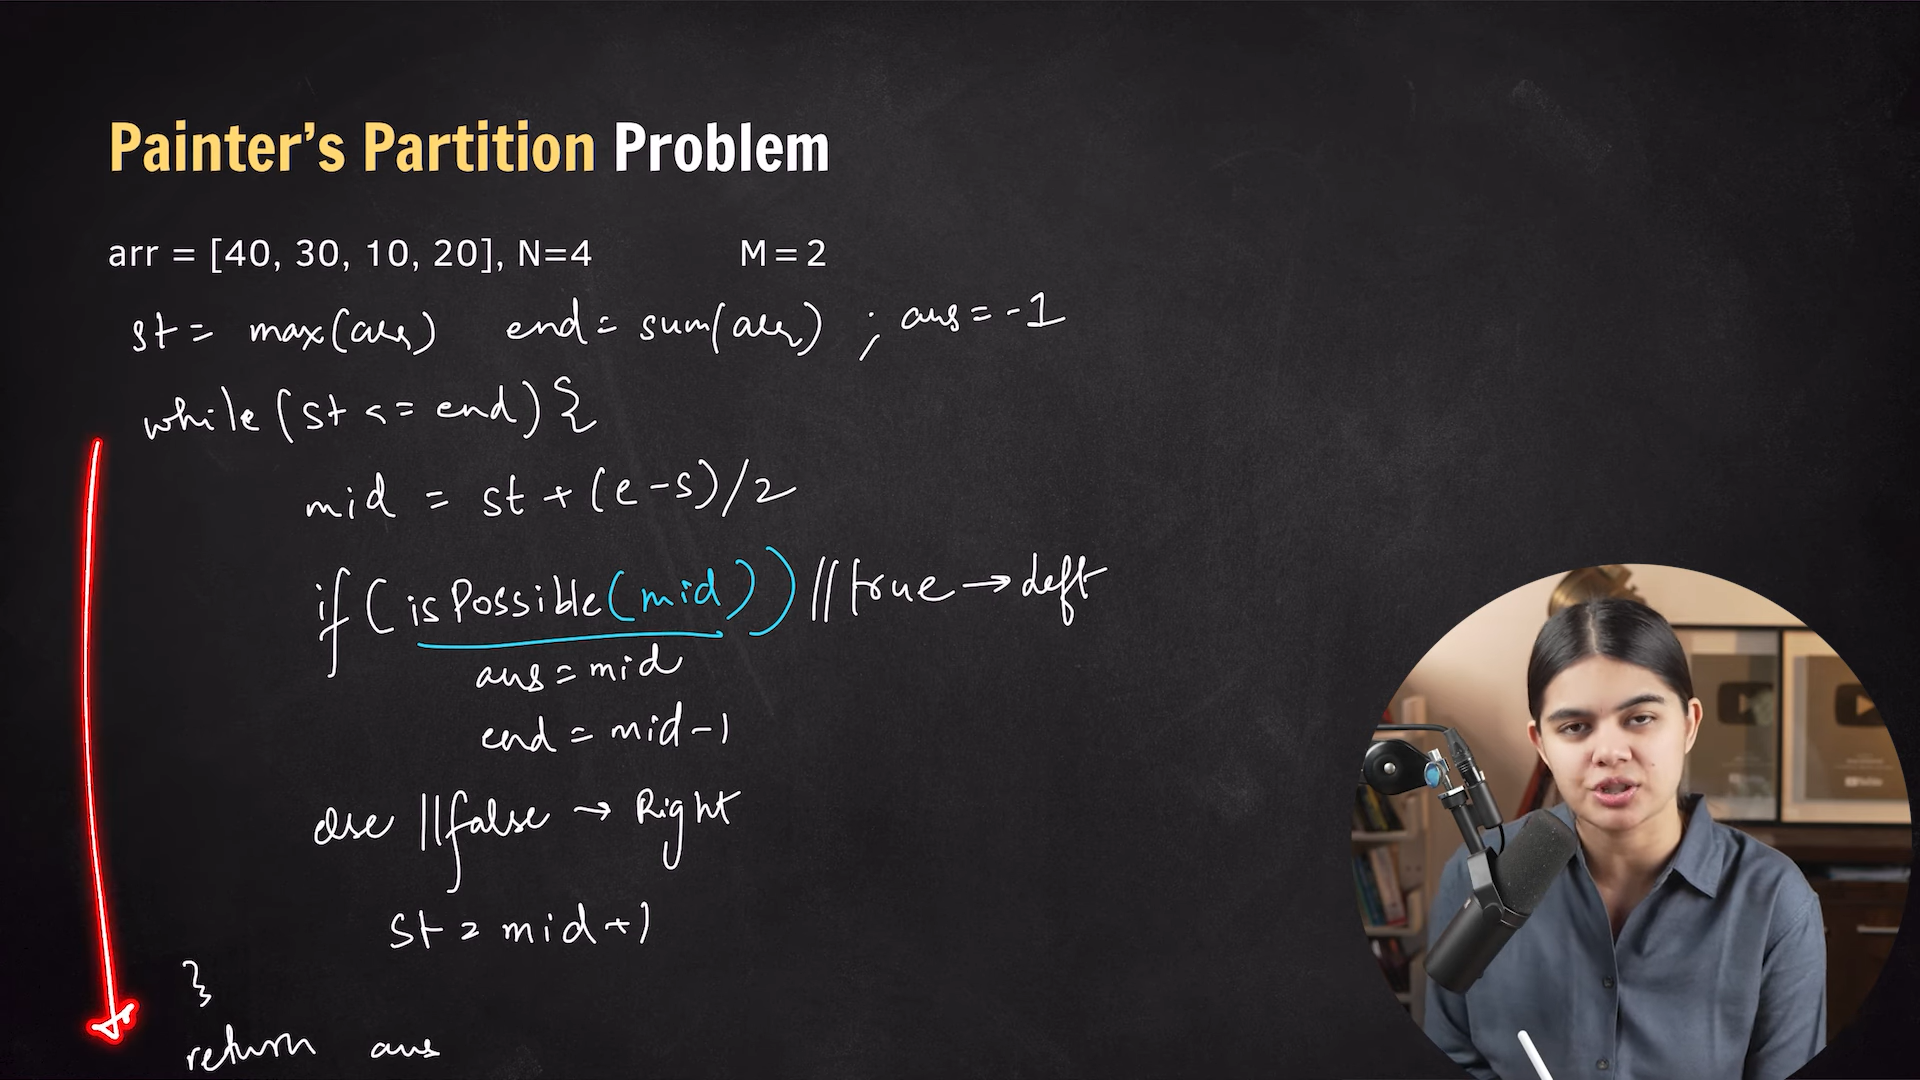 Painter's Partition Problem
arr = [40, 30, 10, 20], N=4 M = 2
st = max(arr) end = sum(arr) ; ans = -1
while (st <= end) {
mid = st + (e-s)/2
if (isPossible(mid)) // true → left
ans = mid
end = mid-1
else // false → Right
st = mid+1
}
return ans